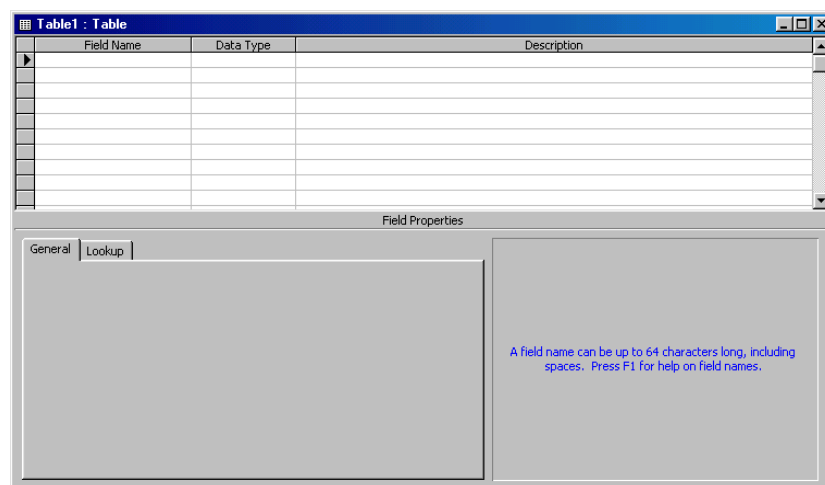 Table1 : Table
Field Name Data Type Description
Field Properties
General Lookup
A field name can be up to 64 characters long, including
spaces. Press F1 for help on field names.